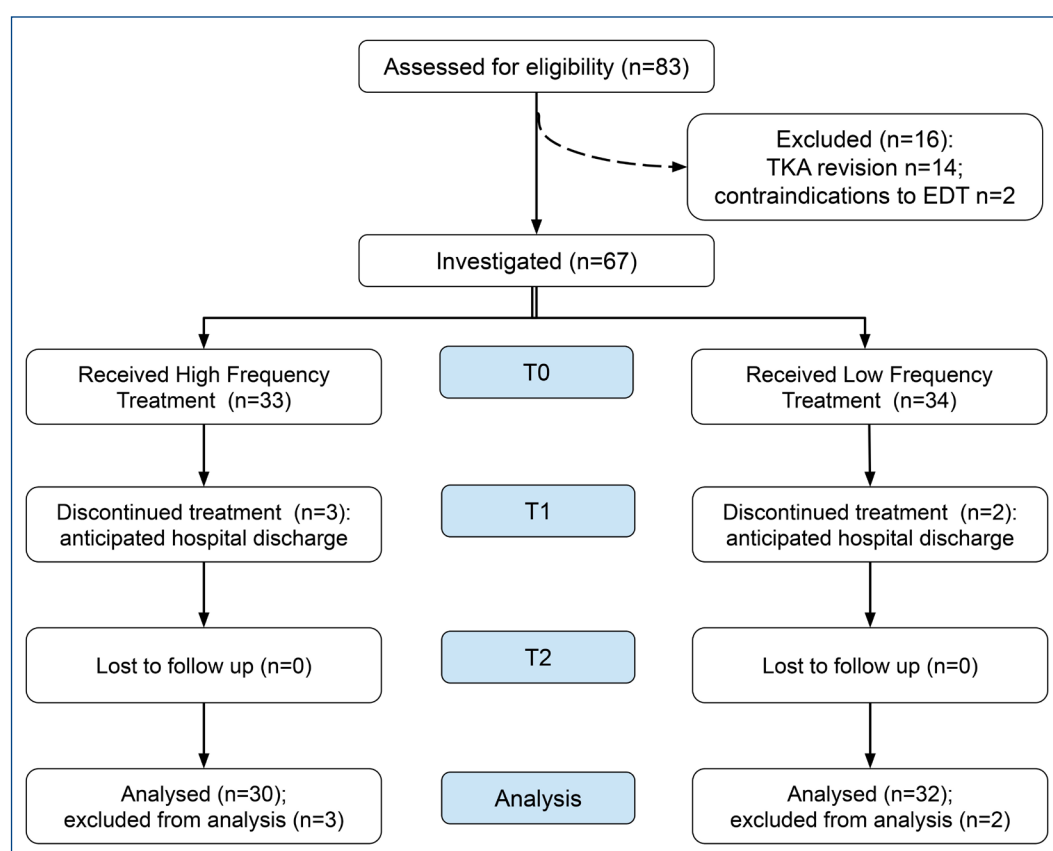 Assessed for eligibility (n=83)
Excluded (n=16):
TKA revision n=14;
contraindications to EDT n=2
Investigated (n=67)
Received High Frequency
Treatment (n=33)
T0
Received Low Frequency
Treatment (n=34)
Discontinued treatment (n=3):
anticipated hospital discharge
T1
Discontinued treatment (n=2):
anticipated hospital discharge
Lost to follow up (n=0)
T2
Lost to follow up (n=0)
Analysed (n=30);
excluded from analysis (n=3)
Analysis
Analysed (n=32);
excluded from analysis (n=2)